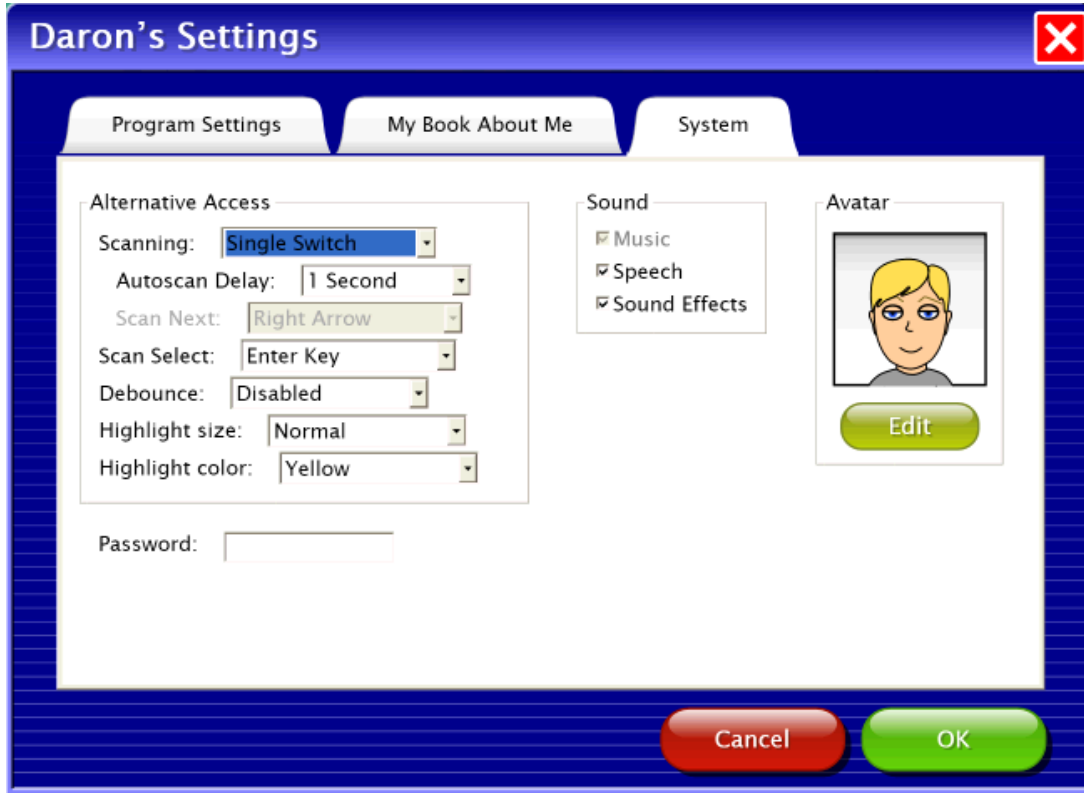 Daron's Settings
Program Settings
My Book About Me
System
Alternative Access
Scanning: Single Switch
Autoscan Delay: 1 Second
Scan Next: Right Arrow
Scan Select: Enter Key
Debounce: Disabled
Highlight size: Normal
Highlight color: Yellow
Password:
Sound
Music
Speech
Sound Effects
Avatar
Edit
Cancel
OK